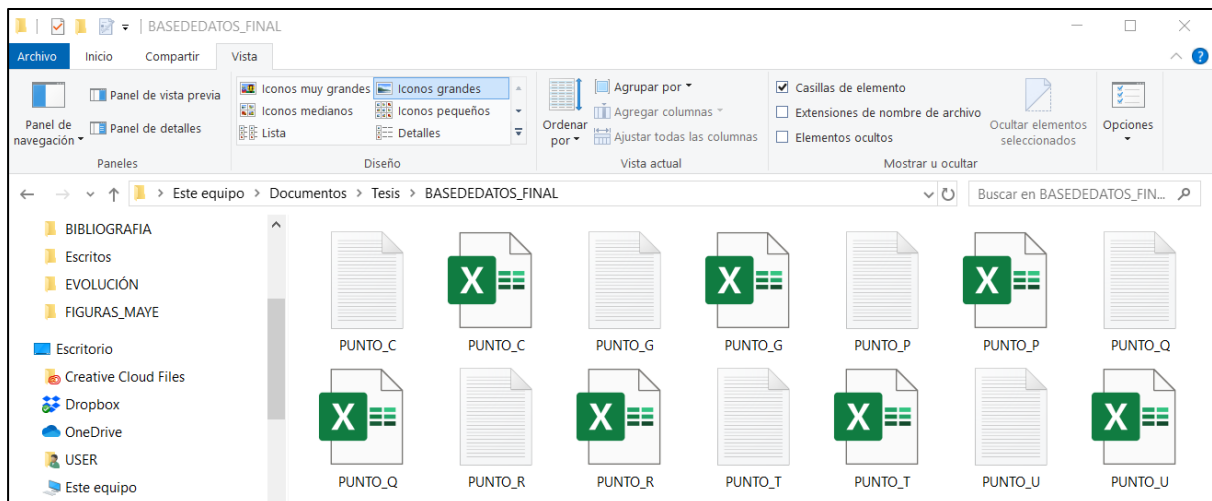 BASEDEDATOS_FINAL
Archivo Inicio Compartir Vista
Panel de navegación
Panel de vista previa
Panel de detalles
Paneles
Iconos muy grandes Iconos grandes
Iconos medianos Iconos pequeños
Lista Detalles
Diseño
Ordenar por
Agrupar por
Agregar columnas
Ajustar todas las columnas
Vista actual
Casillas de elemento
Extensiones de nombre de archivo
Elementos ocultos
Ocultar elementos seleccionados
Mostrar u ocultar
Opciones
Este equipo > Documentos > Tesis > BASEDEDATOS_FINAL
Buscar en BASEDEDATOS_FIN...
BIBLIOGRAFIA
Escritos
EVOLUCIÓN
FIGURAS_MAYE
Escritorio
Creative Cloud Files
Dropbox
OneDrive
USER
Este equipo
PUNTO_C PUNTO_C PUNTO_G PUNTO_G PUNTO_P PUNTO_P PUNTO_Q
PUNTO_Q PUNTO_R PUNTO_R PUNTO_T PUNTO_T PUNTO_U PUNTO_U